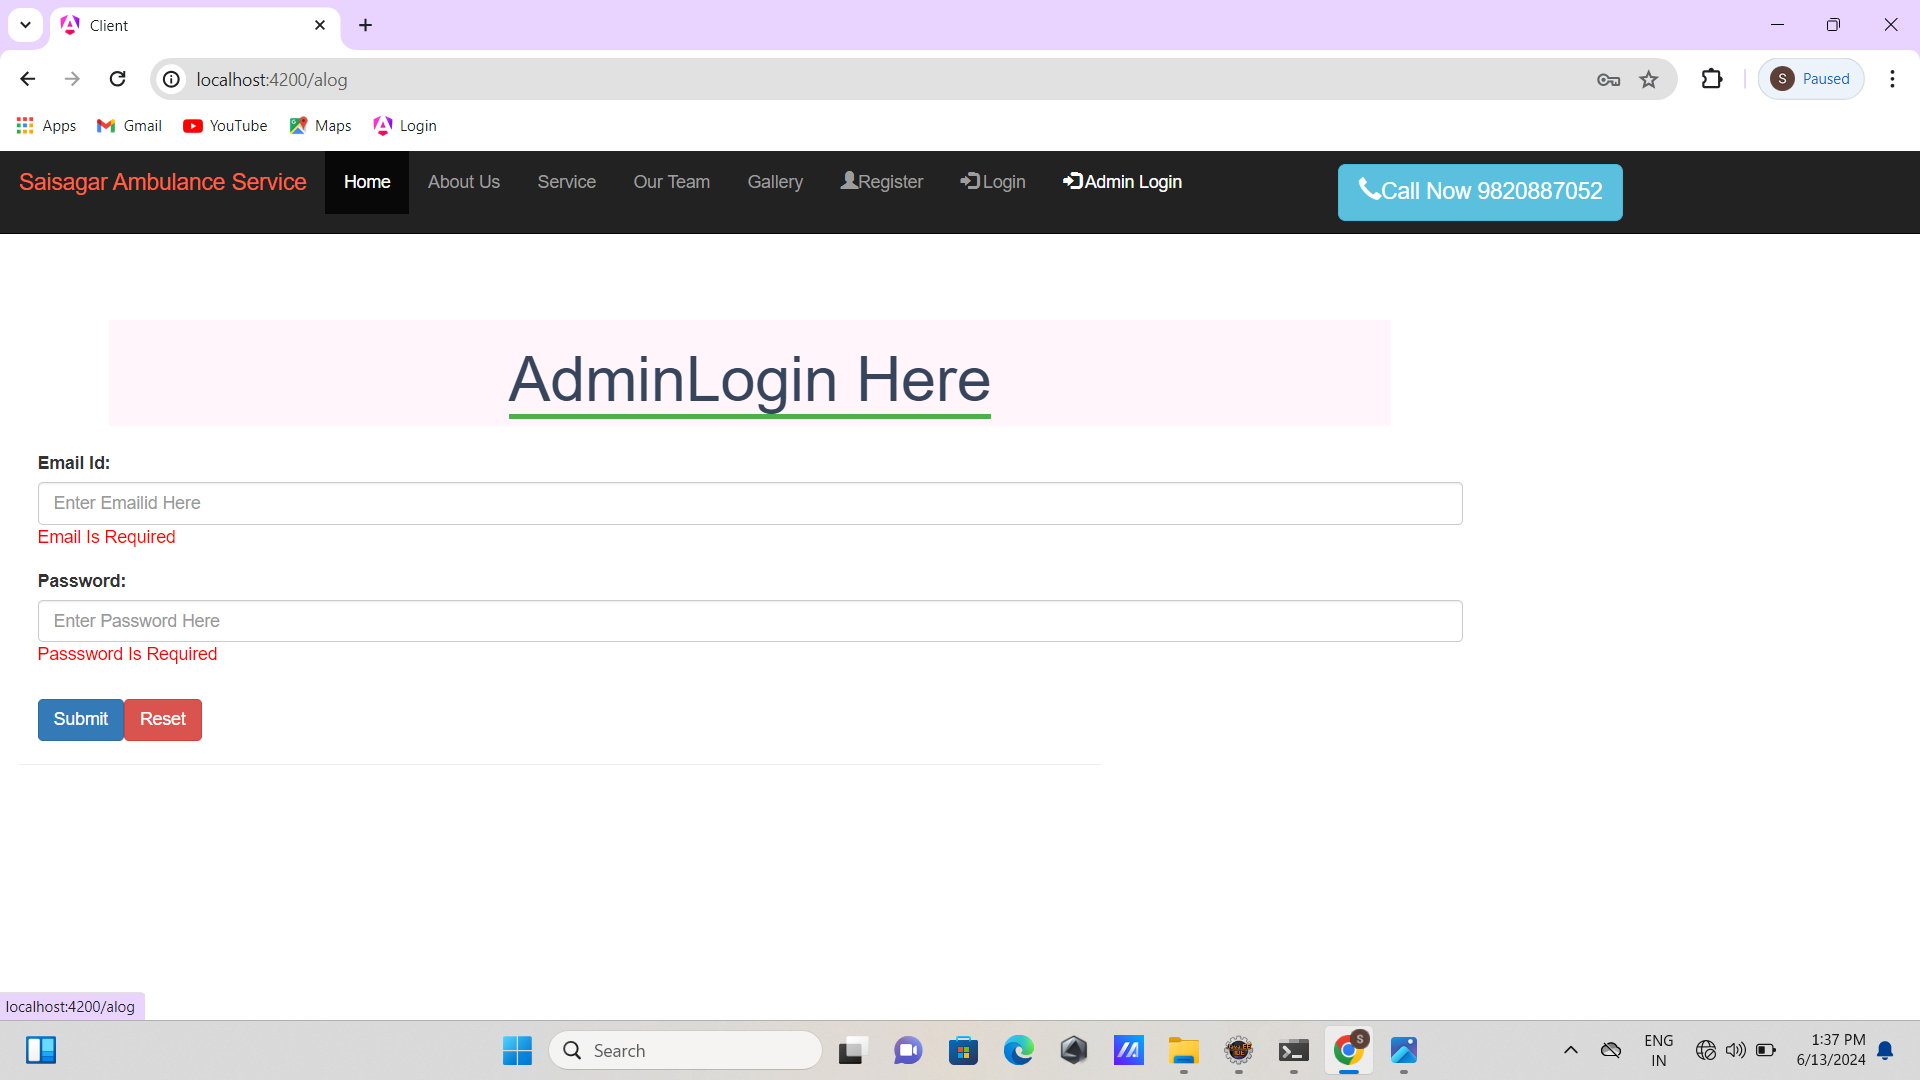 Client
localhost:4200/alog
S Paused
Apps Gmail YouTube Maps Login
Saisagar Ambulance Service Home About Us Service Our Team Gallery Register Login Admin Login Call Now 9820887052
AdminLogin Here
Email Id:
Enter Emailid Here
Email Is Required
Password:
Enter Password Here
Passsword Is Required
Submit Reset
localhost:4200/alog
Search
S
ENG
IN
1:37 PM
6/13/2024